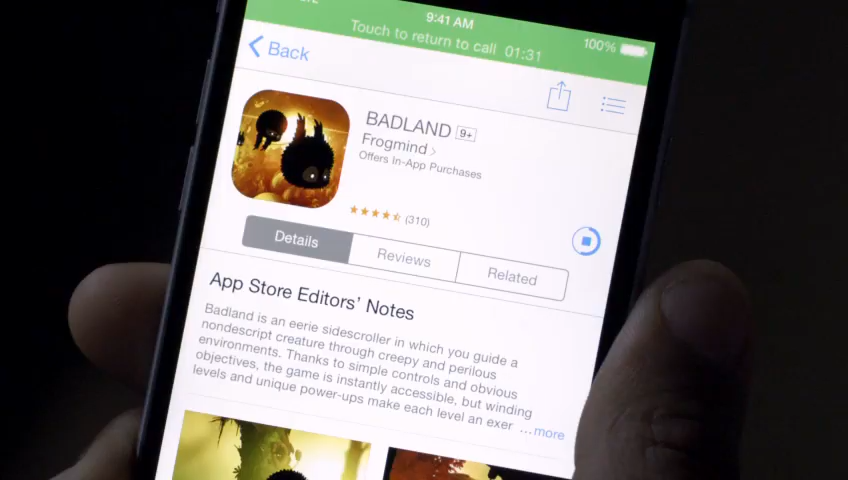 9:41 AM
100%
Touch to return to call 01:31
Back
BADLAND 9+
Frogmind
Offers In-App Purchases
(310)
Details
Reviews
Related
App Store Editors' Notes
Badland is an eerie sidescroller in which you guide a
nondescript creature through creepy and perilous
environments. Thanks to simple controls and obvious
objectives, the game is instantly accessible, but winding
levels and unique power-ups make each level an exer ...more